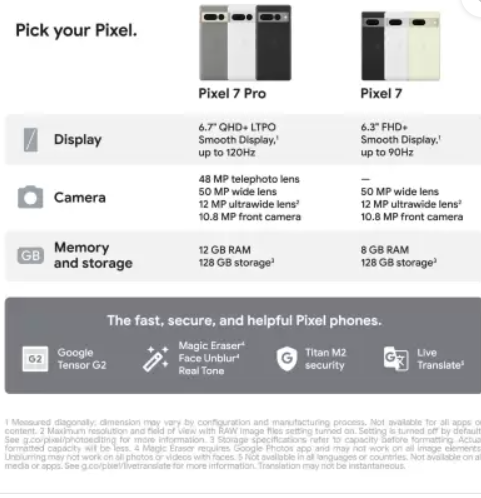 Pick your Pixel.
Pixel 7 Pro
Pixel 7
Display
6.7" QHD+ LTPO
Smooth Display,¹
up to 120Hz
6.3" FHD+
Smooth Display,¹
up to 90Hz
Camera
48 MP telephoto lens
50 MP wide lens
12 MP ultrawide lens²
10.8 MP front camera
—
50 MP wide lens
12 MP ultrawide lens²
10.8 MP front camera
GB
Memory
and storage
12 GB RAM
128 GB storage³
8 GB RAM
128 GB storage³
The fast, secure, and helpful Pixel phones.
G2
Google
Tensor G2
Magic Eraser⁴
Face Unblur⁴
Real Tone
G
Titan M2
security
G
Live
Translate⁵
1 Measured diagonally; dimension may vary by configuration and manufacturing process. Not available for all apps o
content. 2 Maximum resolution and field of view with RAW image files setting turned on. Setting is turned off by default
See g.co/pixel/photoediting for more information. 3 Storage specifications refer to capacity before formatting. Actua
formatted capacity will be less. 4 Magic Eraser requires Google Photos app and may not work on all image elements
Unblurring may not work on all photos or videos with faces. 5 Not available in all languages or countries. Not available on al
media or apps. See g.co/pixel/livetranslate for more information. Translation may not be instantaneous.